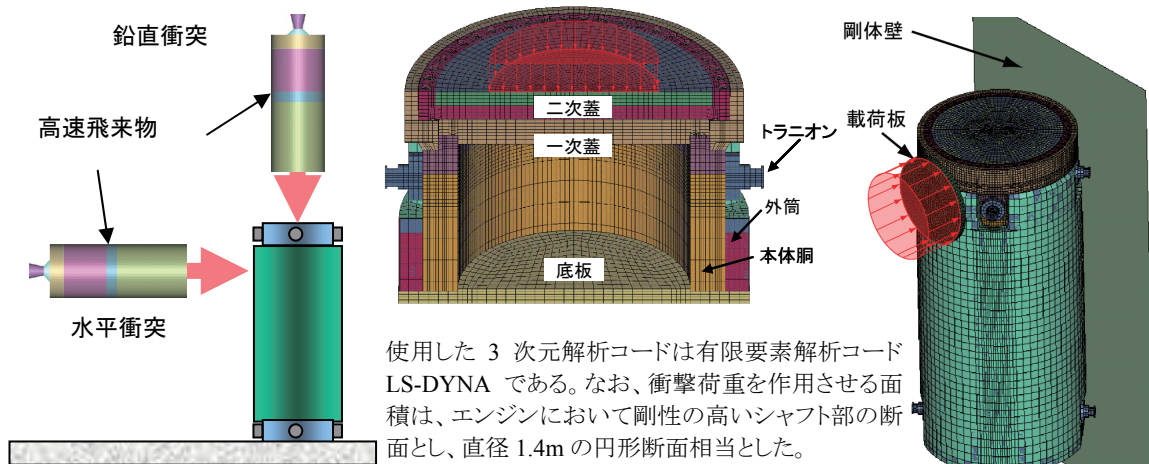 鉛直衝突
高速飛来物
水平衝突
二次蓋
一次蓋
トラニオン
外筒
本体胴
底板
剛体壁
載荷板
使用した 3 次元解析コードは有限要素解析コード
LS-DYNA である。なお、衝撃荷重を作用させる面
積は、エンジンにおいて剛性の高いシャフト部の断
面とし、直径 1.4m の円形断面相当とした。